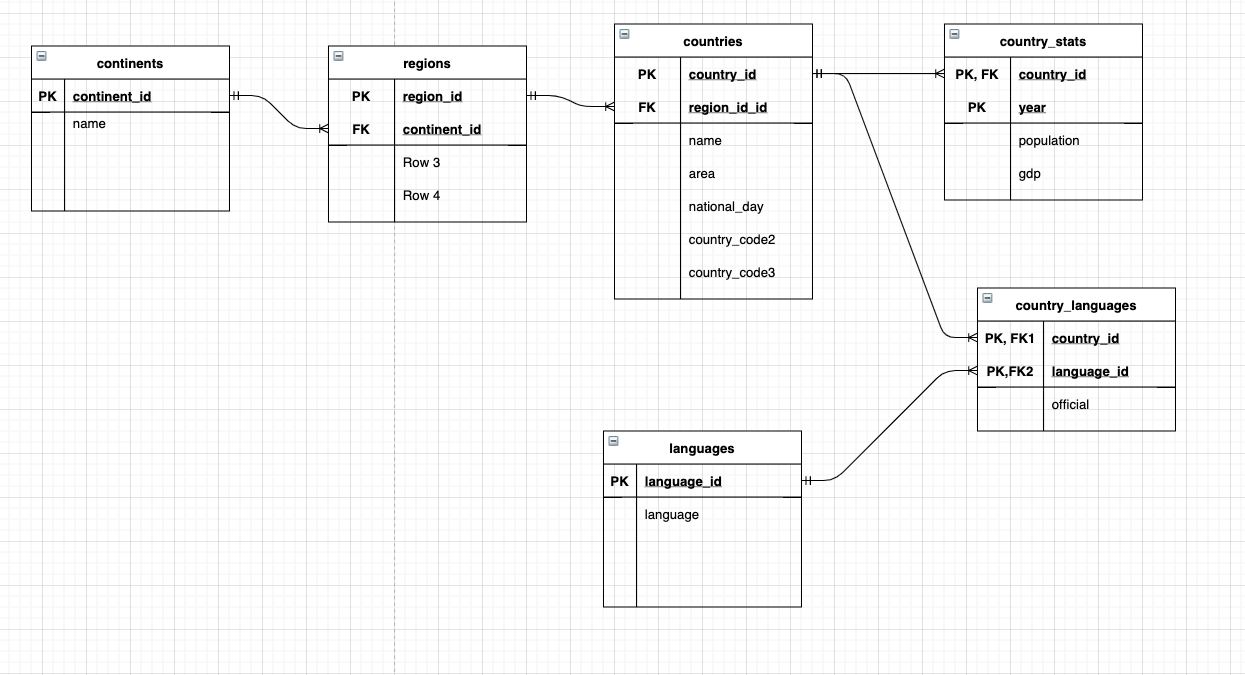 continents
PK continent_id
name
regions
PK region_id
FK continent_id
Row 3
Row 4
countries
PK country_id
FK region_id_id
name
area
national_day
country_code2
country_code3
country_stats
PK, FK country_id
PK year
population
gdp
country_languages
PK, FK1 country_id
PK,FK2 language_id
official
languages
PK language_id
language